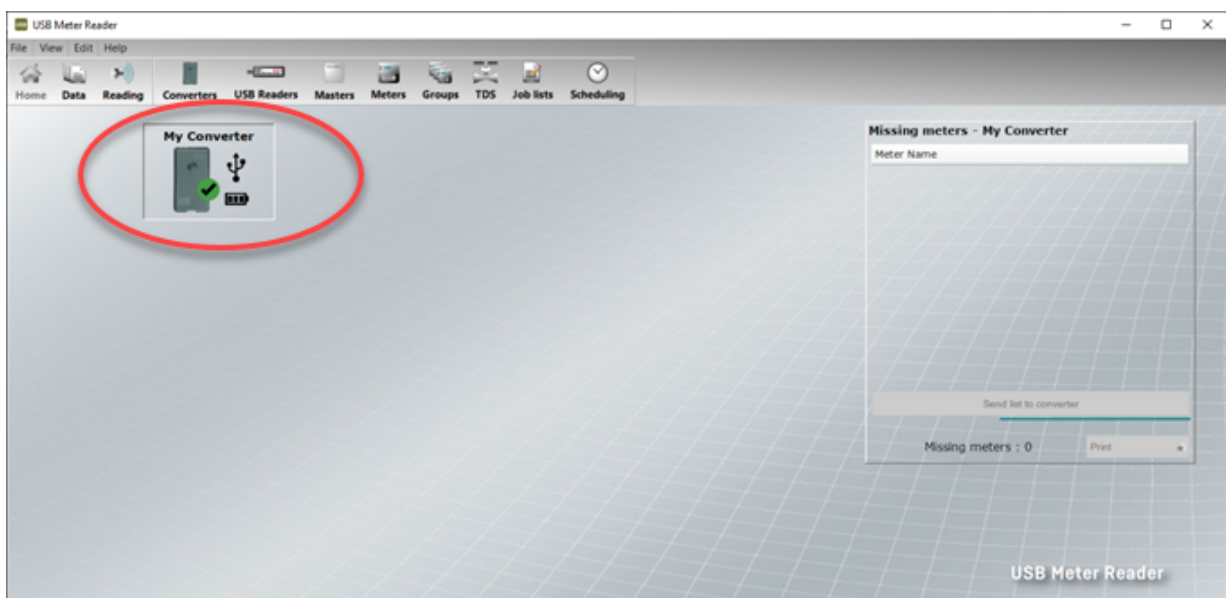 USB Meter Reader
File View Edit Help
Home Data Reading Converters USB Readers Masters Meters Groups TDS Job lists Scheduling
My Converter
Missing meters - My Converter
Meter Name
Send list to converter
Missing meters : 0 Print
USB Meter Reader